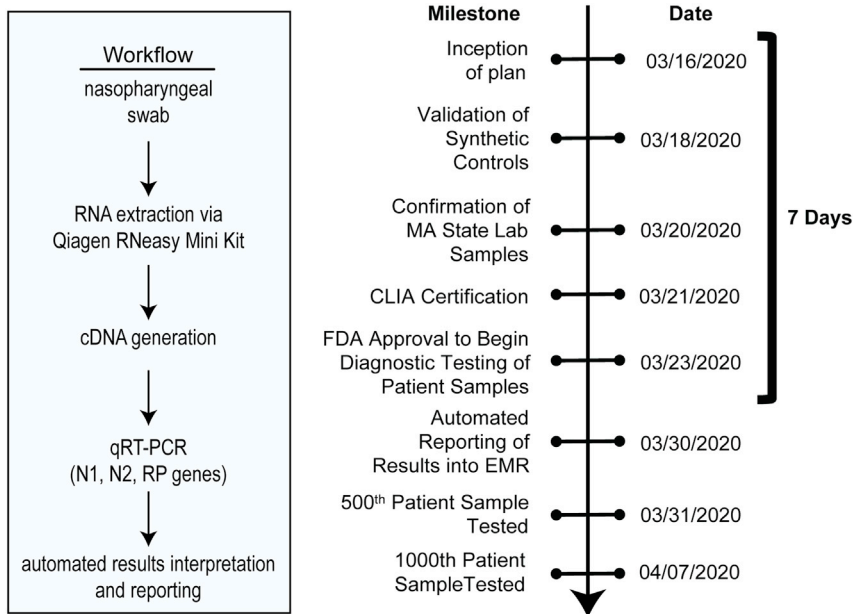 Workflow
nasopharyngeal
swab
RNA extraction via
Qiagen RNeasy Mini Kit
cDNA generation
qRT-PCR
(N1, N2, RP genes)
automated results interpretation
and reporting
Milestone
Date
Inception
of plan
03/16/2020
Validation of
Synthetic
Controls
03/18/2020
Confirmation of
MA State Lab
Samples
03/20/2020
CLIA Certification
03/21/2020
FDA Approval to Begin
Diagnostic Testing of
Patient Samples
03/23/2020
7 Days
Automated
Reporting of
Results into EMR
03/30/2020
500th Patient Sample
Tested
03/31/2020
1000th Patient
SampleTested
04/07/2020